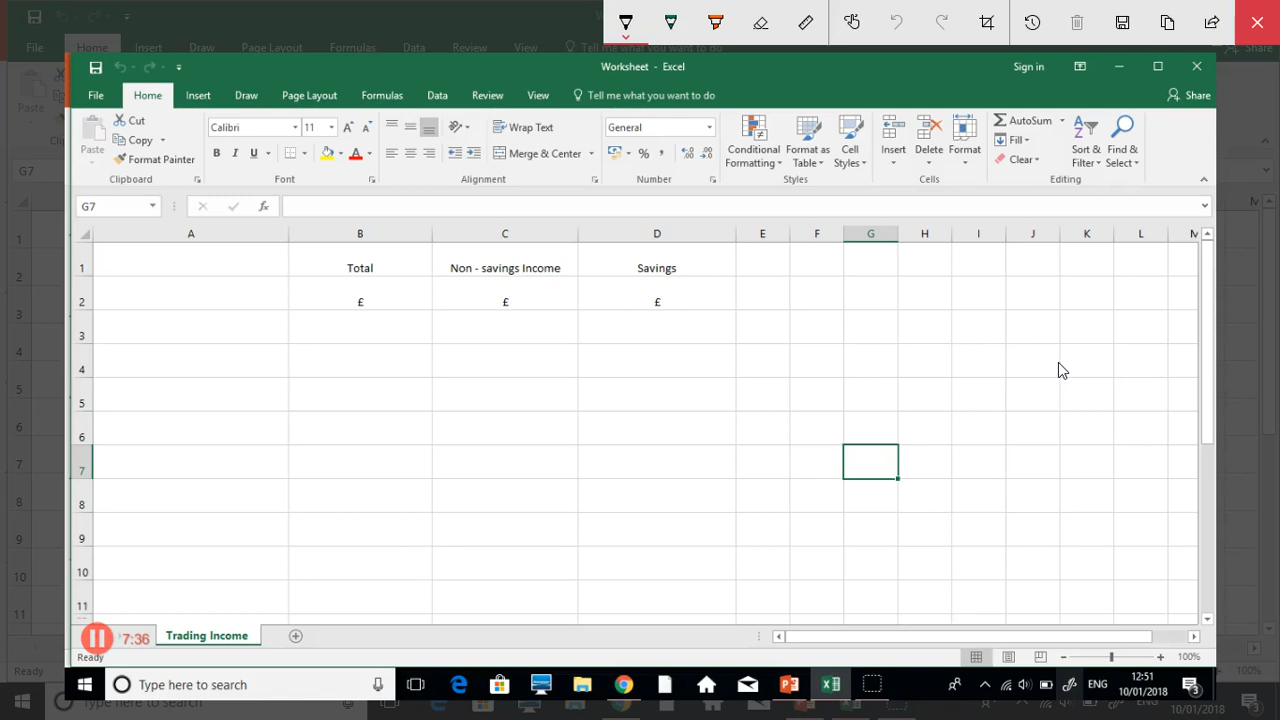 Worksheet - Excel
Sign in
File Home Insert Draw Page Layout Formulas Data Review View Tell me what you want to do Share
Paste
Cut
Copy
Format Painter
Clipboard
Calibri 11
B I U
Font
Wrap Text
Merge & Center
Alignment
General
%
Number
Conditional Formatting
Format as Table
Cell Styles
Styles
Insert Delete Format
Cells
AutoSum
Fill
Clear
Sort & Filter
Find & Select
Editing
G7 fx
A B C D E F G H I J K L M
1 Total Non - savings Income Savings
2 £ £ £
3
4
5
6
7
8
9
10
11
7:36 Trading Income
Ready 100%
Type here to search
ENG
12:51
10/01/2018
3